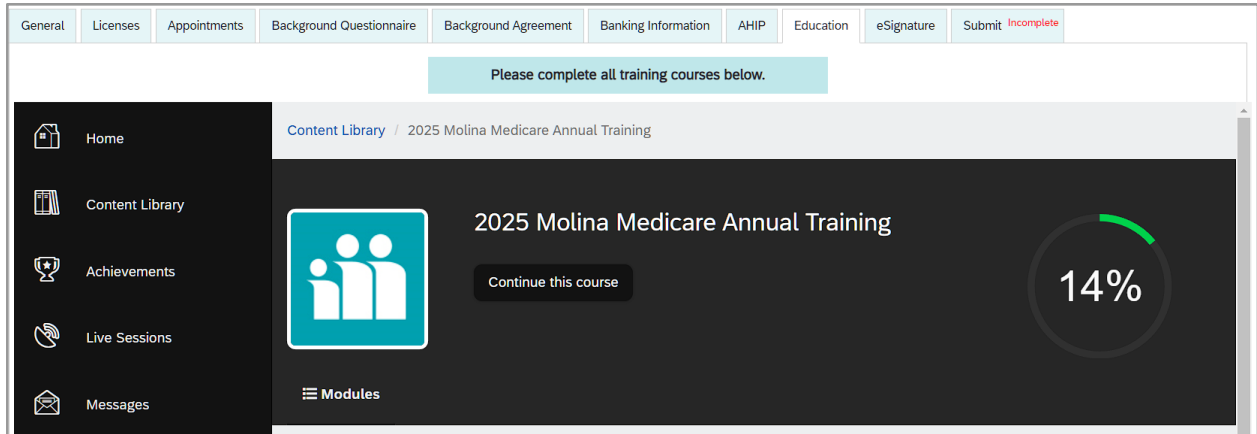 General Licenses Appointments Background Questionnaire Background Agreement Banking Information AHIP Education eSignature Submit Incomplete
Please complete all training courses below.
Home
Content Library / 2025 Molina Medicare Annual Training
Content Library
2025 Molina Medicare Annual Training
Achievements
Continue this course
14%
Live Sessions
Modules
Messages